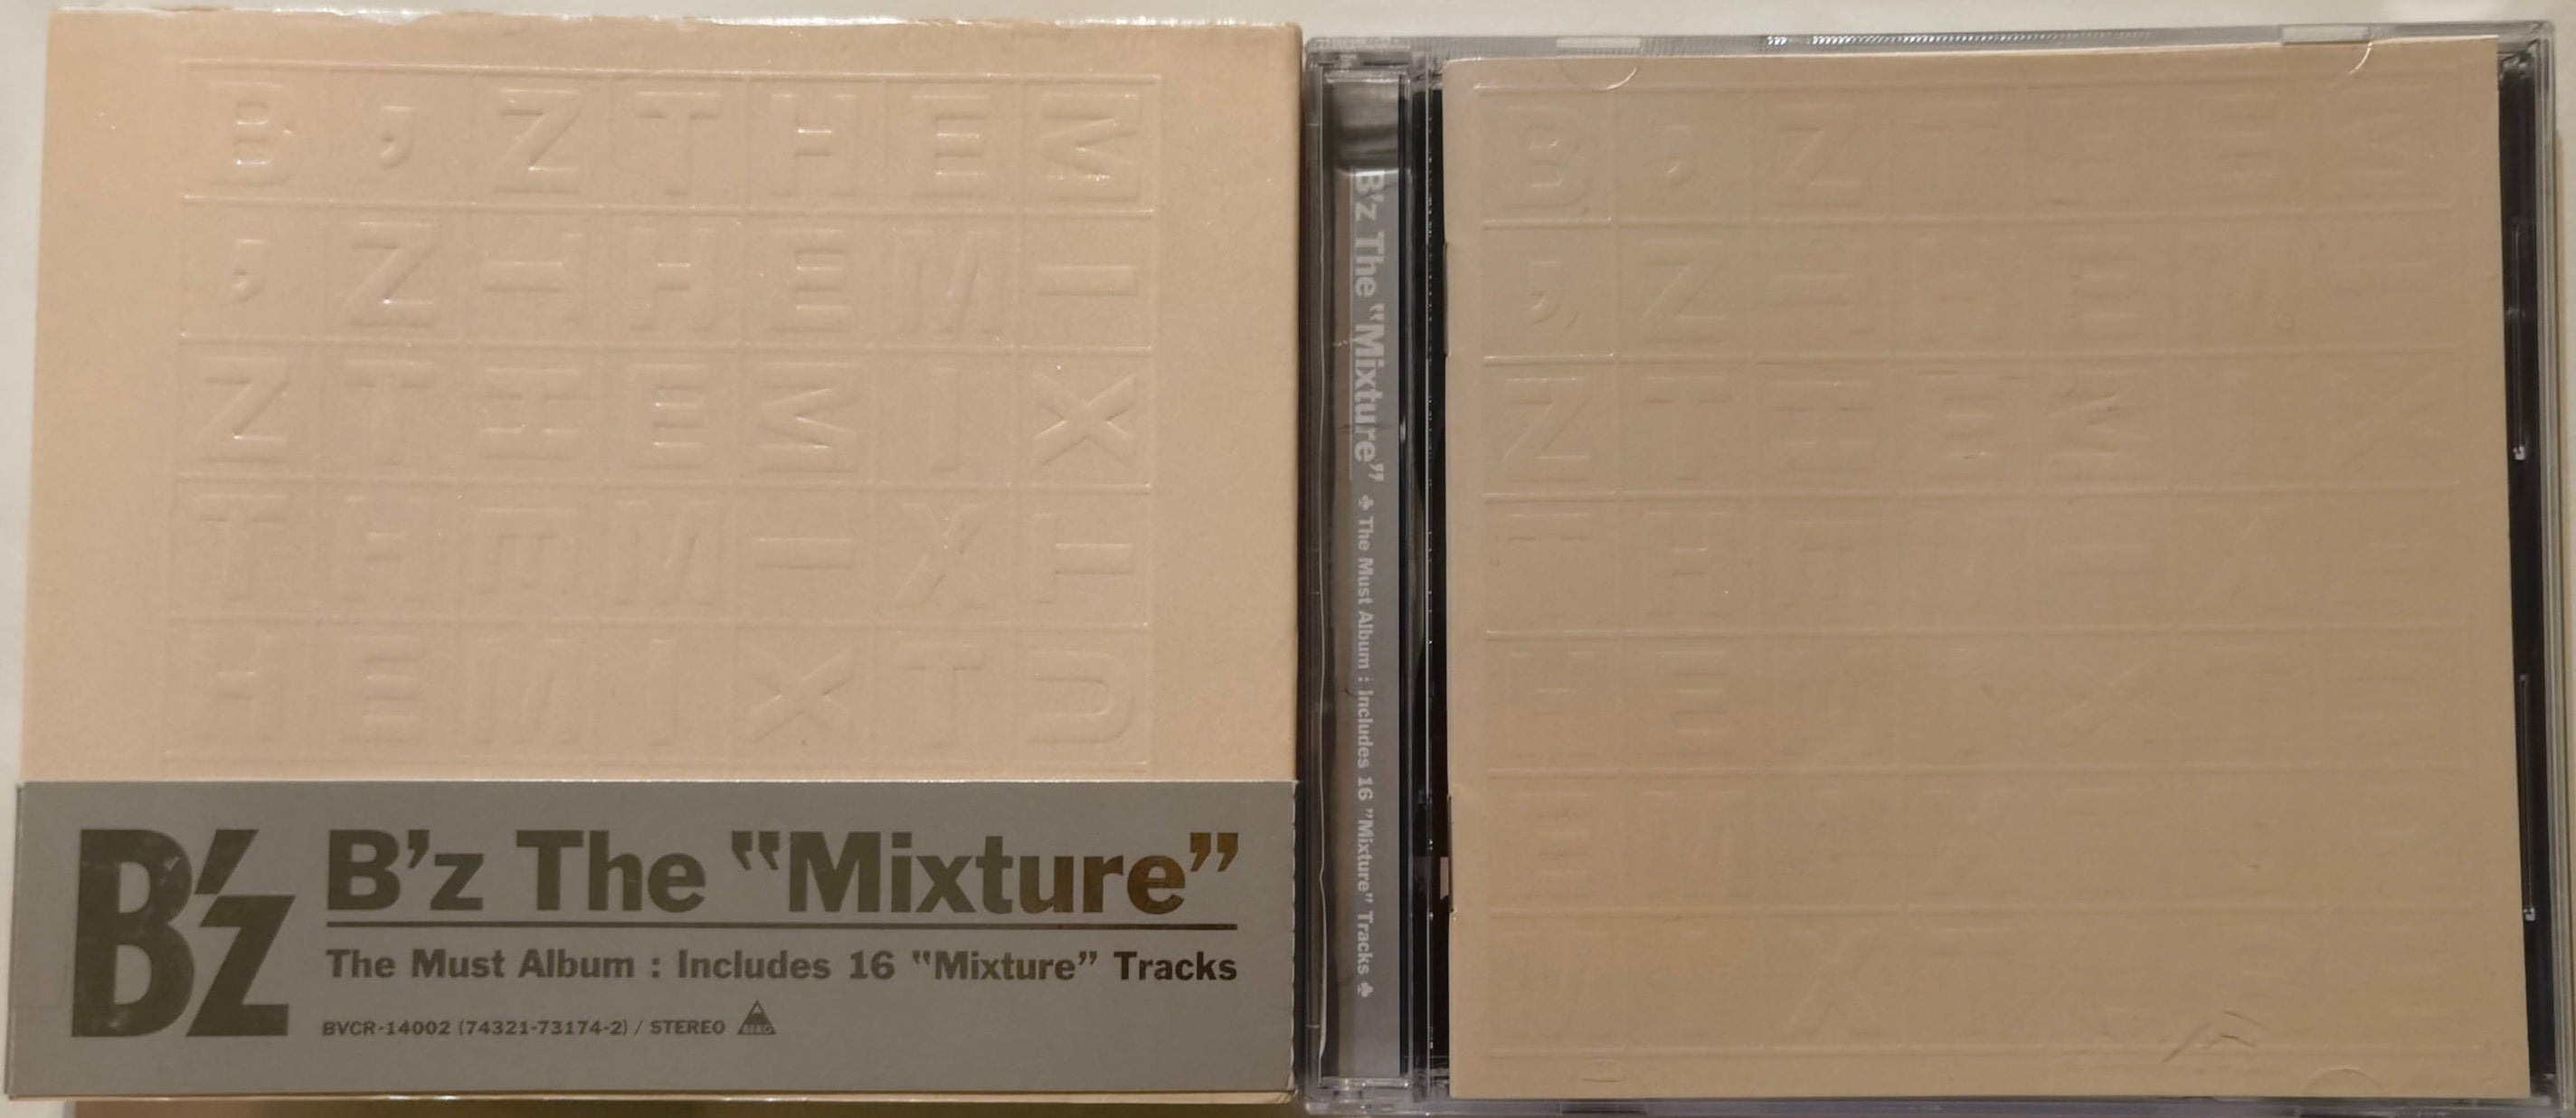 B ' Z T H E M
' Z T H E M I
Z T H E M I X
T H E M I X T
H E M I X T U
B'z
B'z The "Mixture"
The Must Album : Includes 16 "Mixture" Tracks
BVCR-14002 (74321-73174-2) / STEREO
B'z The "Mixture" ♣ The Must Album : Includes 16 "Mixture" Tracks ♣
B ' Z T H E M
' Z T H E M I
Z T H E M I X